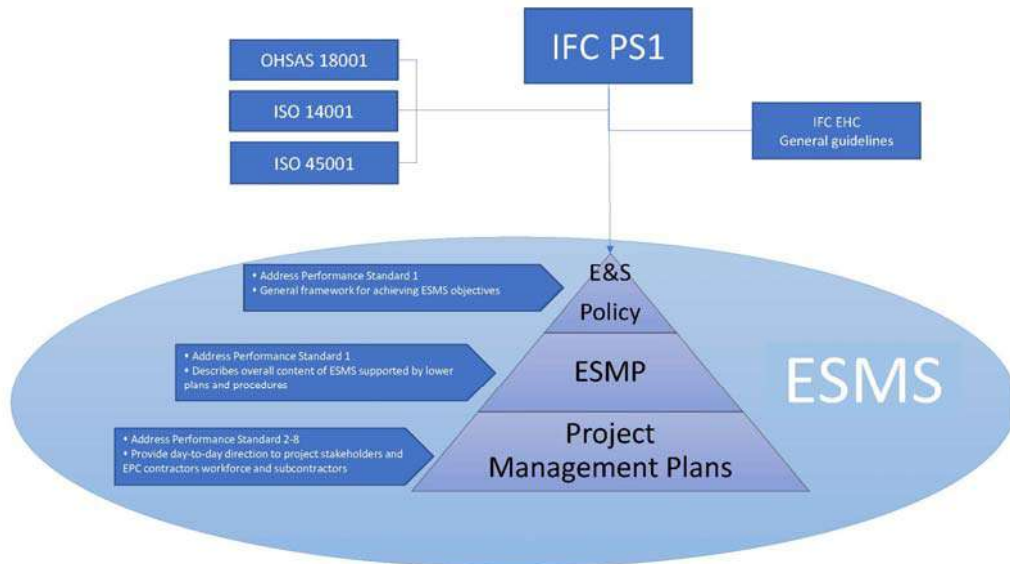 IFC PS1
OHSAS 18001
ISO 14001
ISO 45001
IFC EHC
General guidelines
• Address Performance Standard 1
• General framework for achieving ESMS objectives
E&S
Policy
• Address Performance Standard 1
• Describes overall content of ESMS supported by lower
plans and procedures
ESMP
ESMS
• Address Performance Standard 2-8
• Provide day-to-day direction to project stakeholders and
EPC contractors workforce and subcontractors
Project
Management Plans